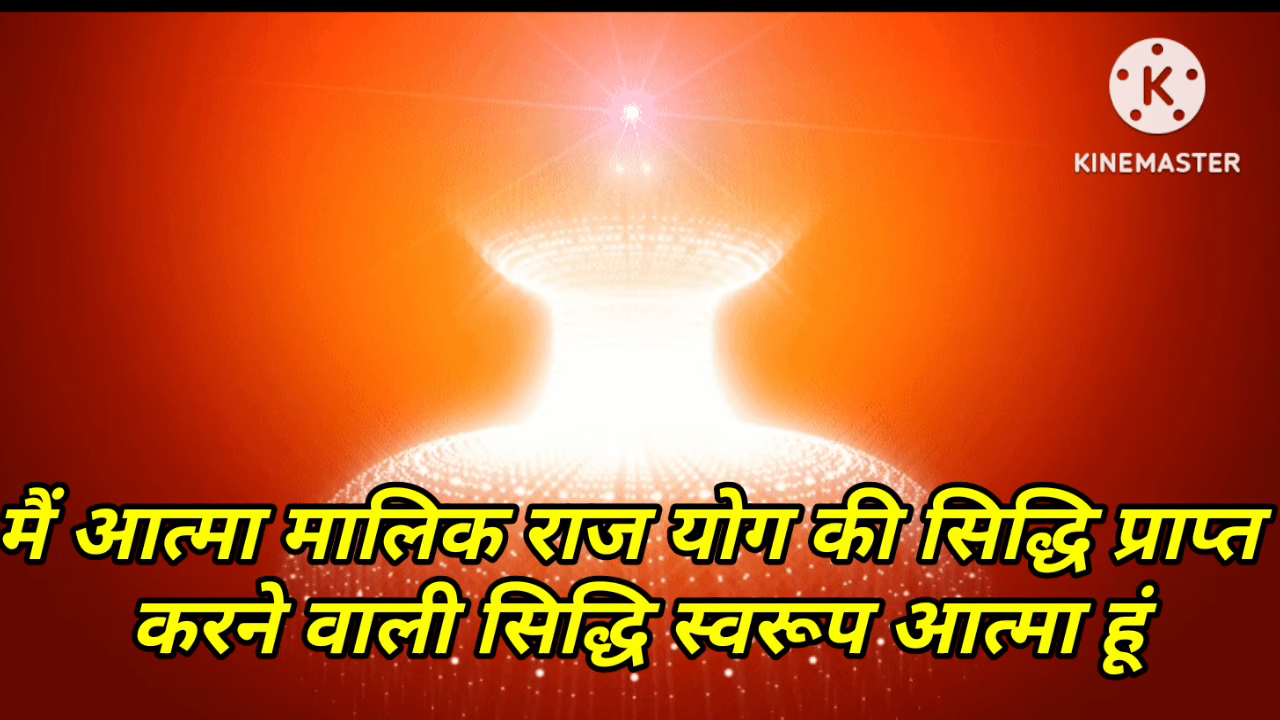 K
KINEMASTER
मैं आत्मा मालिक राज योग की सिद्धि प्राप्त
करने वाली सिद्धि स्वरूप आत्मा हूं